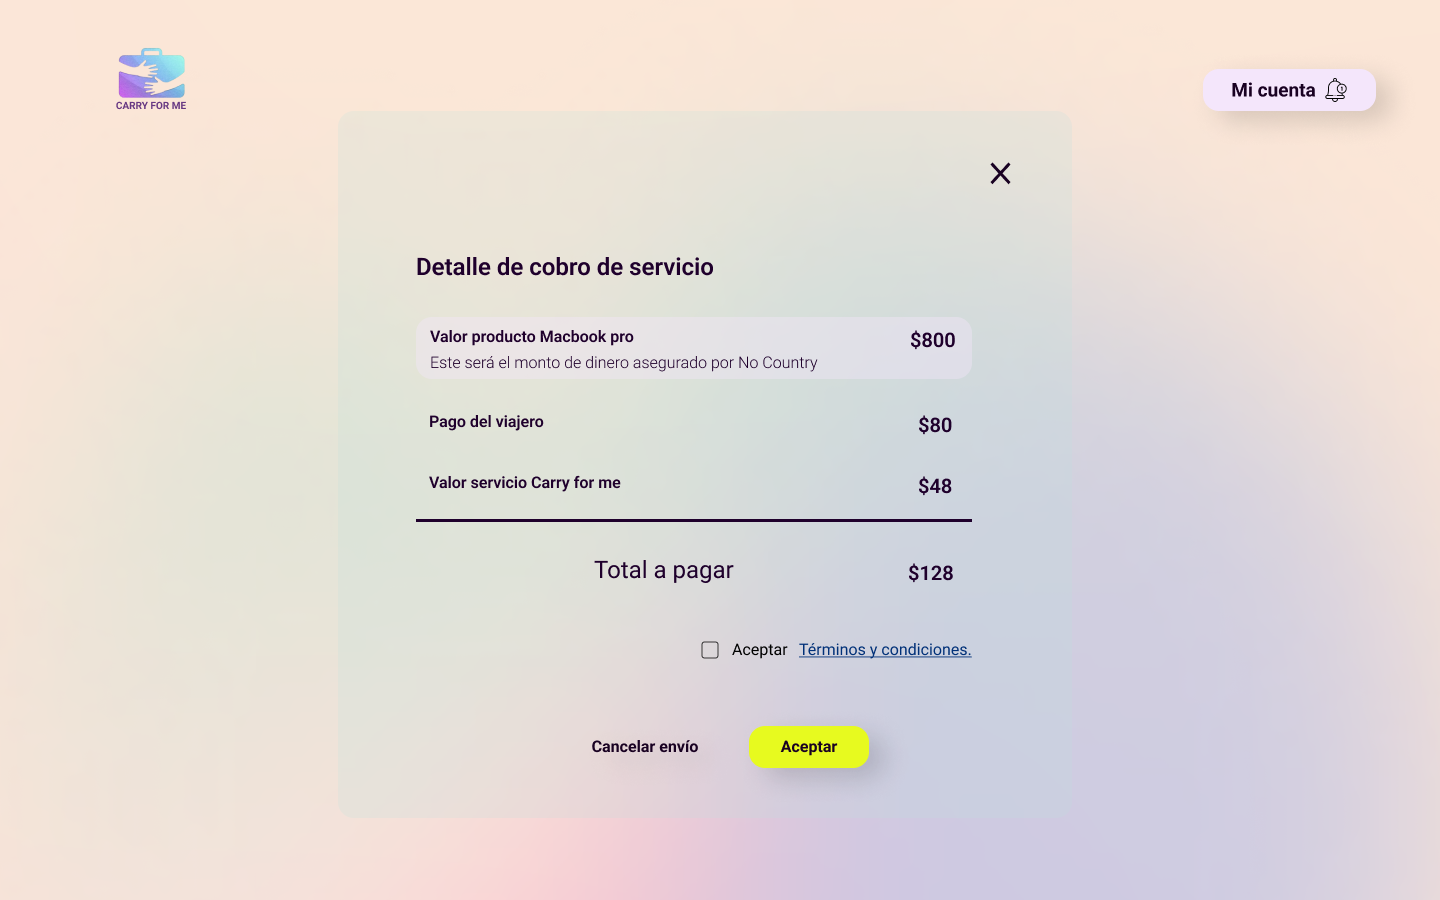 CARRY FOR ME
Mi cuenta
Detalle de cobro de servicio
Valor producto Macbook pro
$800
Este será el monto de dinero asegurado por No Country
Pago del viajero
$80
Valor servicio Carry for me
$48
Total a pagar
$128
Aceptar Términos y condiciones.
Cancelar envío
Aceptar